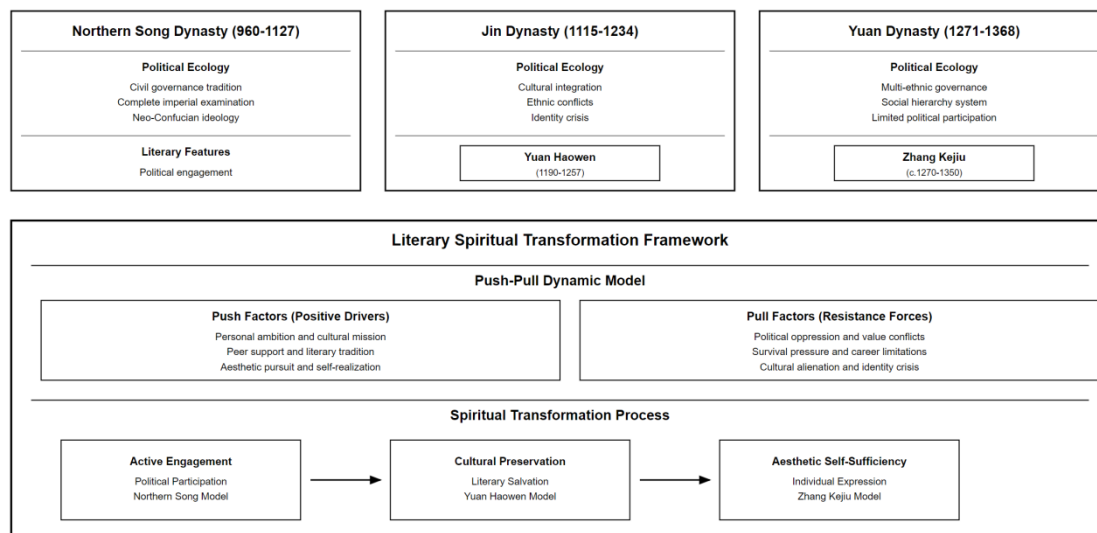 Northern Song Dynasty (960-1127)
Political Ecology
Civil governance tradition
Complete imperial examination
Neo-Confucian ideology
Literary Features
Political engagement
Jin Dynasty (1115-1234)
Political Ecology
Cultural integration
Ethnic conflicts
Identity crisis
Yuan Haowen
(1190-1257)
Yuan Dynasty (1271-1368)
Political Ecology
Multi-ethnic governance
Social hierarchy system
Limited political participation
Zhang Kejiu
(c.1270-1350)
Literary Spiritual Transformation Framework
Push-Pull Dynamic Model
Push Factors (Positive Drivers)
Personal ambition and cultural mission
Peer support and literary tradition
Aesthetic pursuit and self-realization
Pull Factors (Resistance Forces)
Political oppression and value conflicts
Survival pressure and career limitations
Cultural alienation and identity crisis
Spiritual Transformation Process
Active Engagement
Political Participation
Northern Song Model
Cultural Preservation
Literary Salvation
Yuan Haowen Model
Aesthetic Self-Sufficiency
Individual Expression
Zhang Kejiu Model